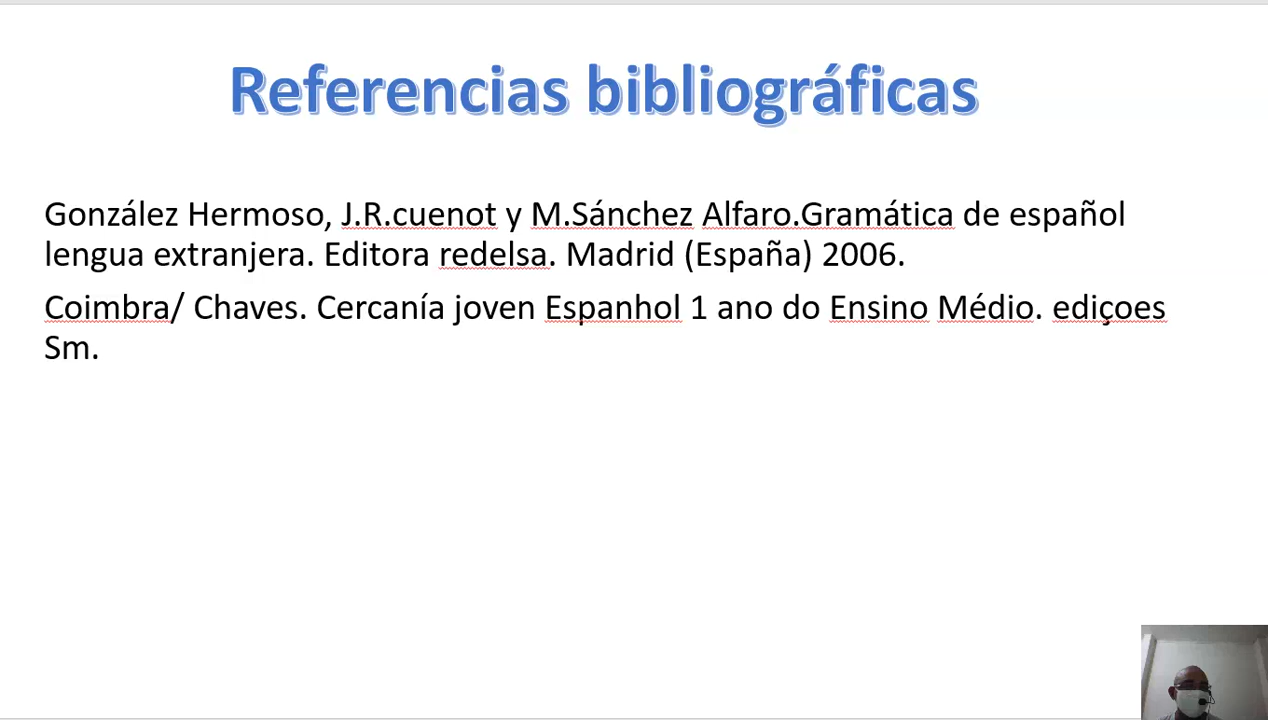 Referencias bibliográficas
González Hermoso, J.R.cuenot y M.Sánchez Alfaro.Gramática de español
lengua extranjera. Editora redelsa. Madrid (España) 2006.
Coimbra/ Chaves. Cercanía joven Espanhol 1 ano do Ensino Médio. ediçoes
Sm.